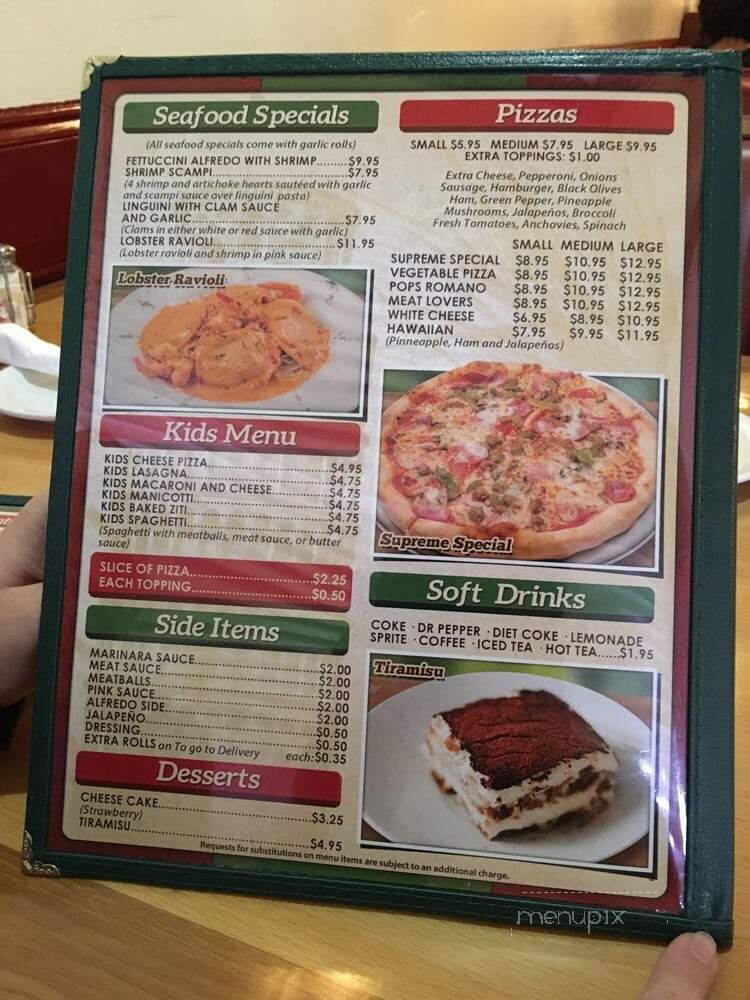 Seafood Specials
(All seafood specials come with garlic rolls)
FETTUCCINI ALFREDO WITH SHRIMP.........$9.95
SHRIMP SCAMPI.....................................$7.95
(4 shrimp and artichoke hearts sautéed with garlic
and scampi sauce over linguini pasta)
LINGUINI WITH CLAM SAUCE
AND GARLIC.........................................$7.95
(Clams in either white or red sauce with garlic)
LOBSTER RAVIOLI.................................$11.95
(Lobster ravioli and shrimp in pink sauce)
Lobster Ravioli
Kids Menu
KIDS CHEESE PIZZA..............................$4.95
KIDS LASAGNA....................................$4.75
KIDS MACARONI AND CHEESE................$4.75
KIDS MANICOTTI..................................$4.75
KIDS BAKED ZITI..................................$4.75
KIDS SPAGHETTI...................................$4.75
(Spaghetti with meatballs, meat sauce, or butter
sauce)
SLICE OF PIZZA....................................$2.25
EACH TOPPING....................................$0.50
Side Items
MARINARA SAUCE................................$2.00
MEAT SAUCE.......................................$2.00
MEATBALLS.........................................$2.00
PINK SAUCE........................................$2.00
ALFREDO SIDE.....................................$2.00
JALAPEÑO..........................................$0.50
DRESSING...........................................$0.50
EXTRA ROLLS on To go to Delivery each:$0.35
Desserts
CHEESE CAKE......................................$3.25
(Strawberry)
TIRAMISU...........................................$4.95
Pizzas
SMALL $5.95 MEDIUM $7.95 LARGE $9.95
EXTRA TOPPINGS: $1.00
Extra Cheese, Pepperoni, Onions
Sausage, Hamburger, Black Olives
Ham, Green Pepper, Pineapple
Mushrooms, Jalapeños, Broccoli
Fresh Tomatoes, Anchovies, Spinach
SMALL MEDIUM LARGE
SUPREME SPECIAL $8.95 $10.95 $12.95
VEGETABLE PIZZA $8.95 $10.95 $12.95
POPS ROMANO $8.95 $10.95 $12.95
MEAT LOVERS $8.95 $10.95 $12.95
WHITE CHEESE $6.95 $8.95 $10.95
HAWAIIAN $7.95 $9.95 $11.95
(Pinneapple, Ham and Jalapeños)
Supreme Special
Soft Drinks
COKE · DR PEPPER · DIET COKE · LEMONADE
SPRITE · COFFEE · ICED TEA · HOT TEA......$1.95
Tiramisu
Requests for substitutions on menu items are subject to an additional charge.
menupix